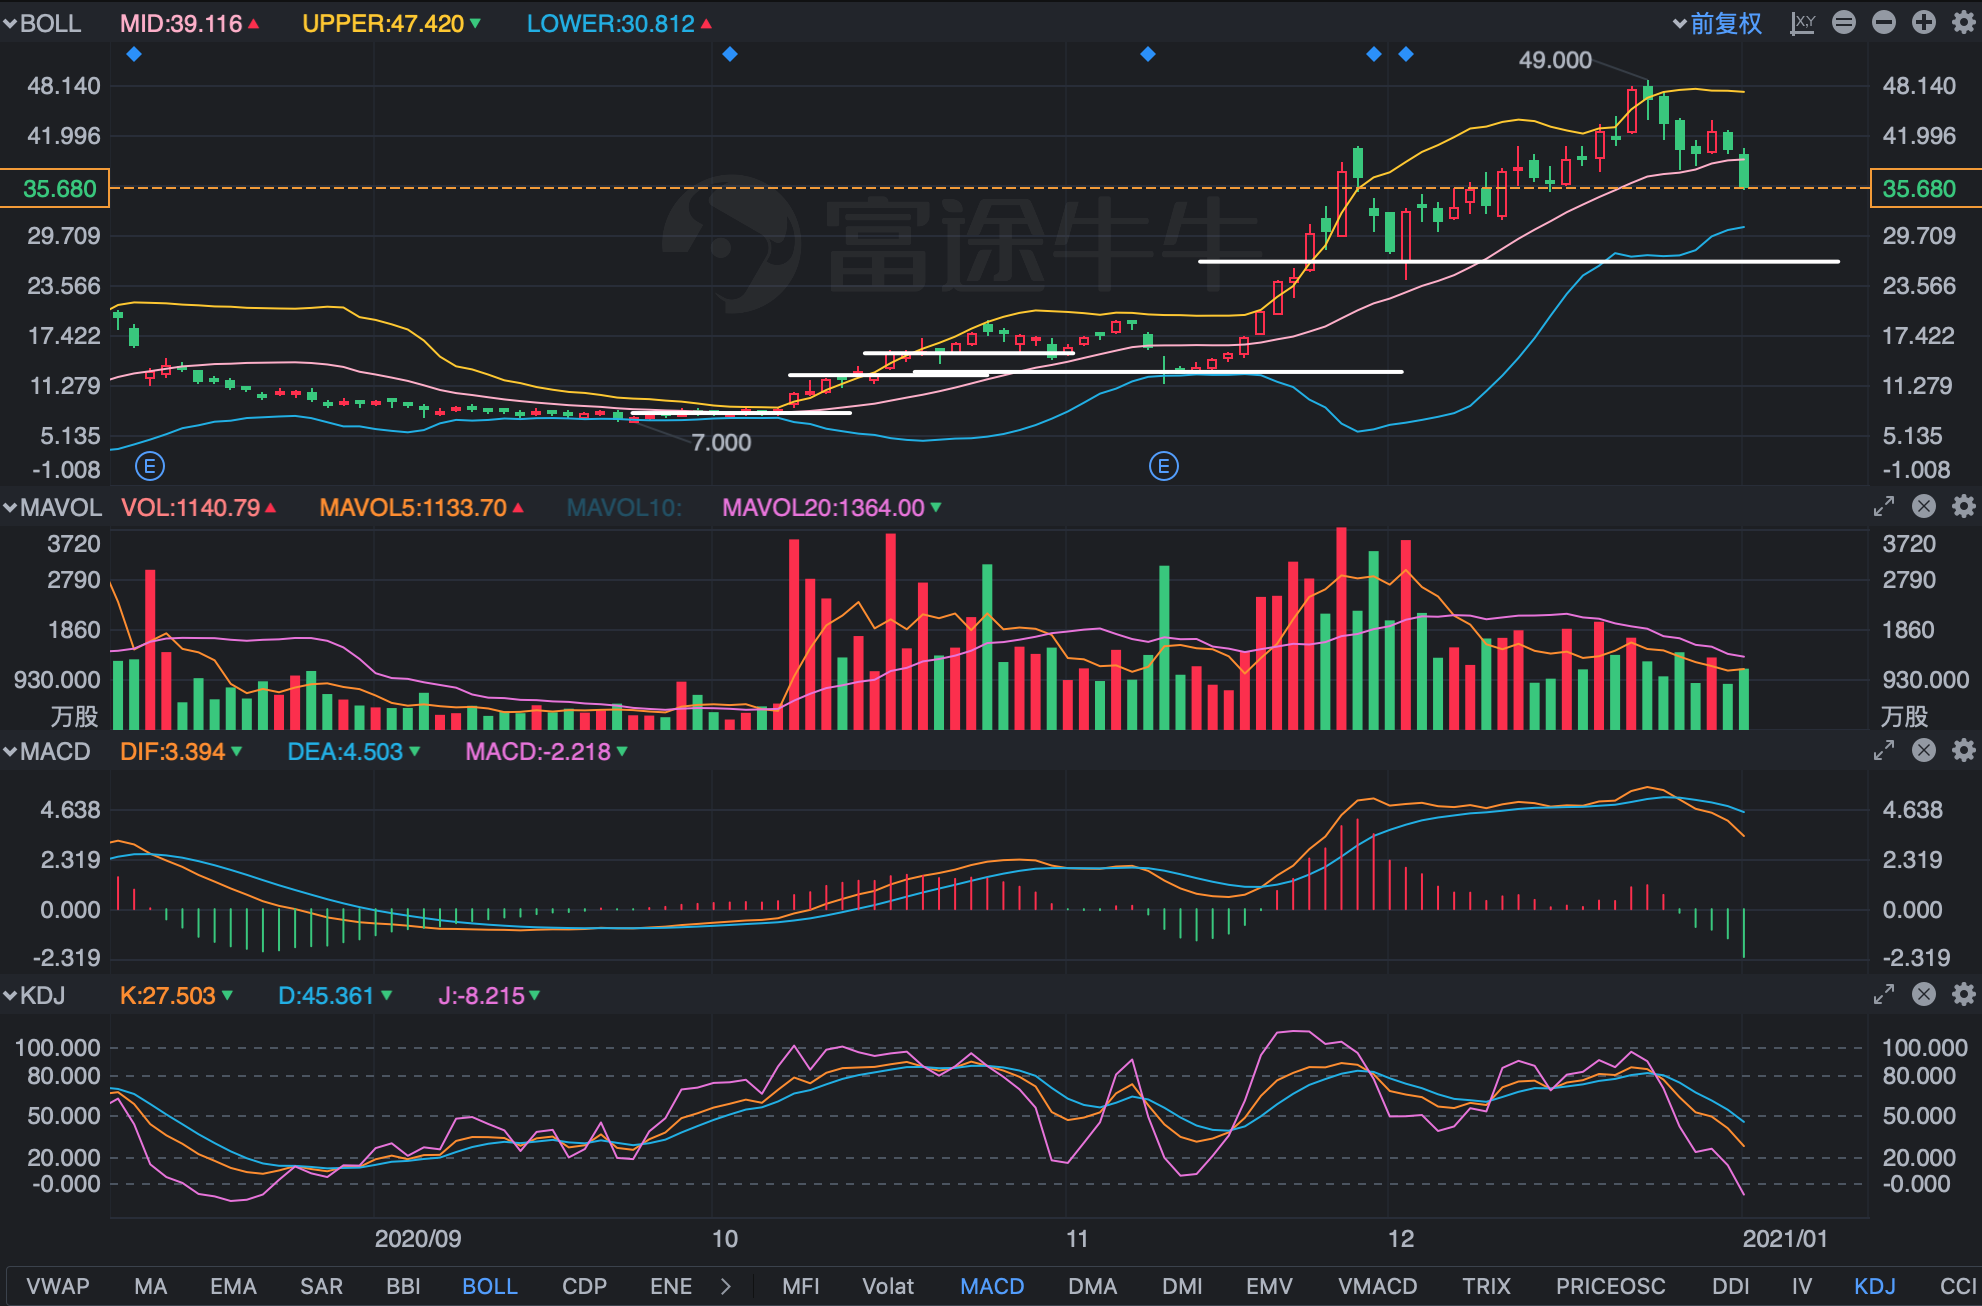 BOLL MID:39.116 UPPER:47.420 LOWER:30.812 前复权 X,Y
49.000
48.140 48.140
41.996 41.996
35.680 35.680
富途牛牛
29.709 29.709
23.566 23.566
17.422 17.422
11.279 11.279
5.135 5.135
7.000
-1.008 -1.008
E E
MAVOL VOL:1140.79 MAVOL5:1133.70 MAVOL10: MAVOL20:1364.00
3720 3720
2790 2790
1860 1860
930.000 930.000
万股 万股
MACD DIF:3.394 DEA:4.503 MACD:-2.218
4.638 4.638
2.319 2.319
0.000 0.000
-2.319 -2.319
KDJ K:27.503 D:45.361 J:-8.215
100.000 100.000
80.000 80.000
50.000 50.000
20.000 20.000
-0.000 -0.000
2020/09 10 11 12 2021/01
VWAP MA EMA SAR BBI BOLL CDP ENE MFI Volat MACD DMA DMI EMV VMACD TRIX PRICEOSC DDI IV KDJ CCI